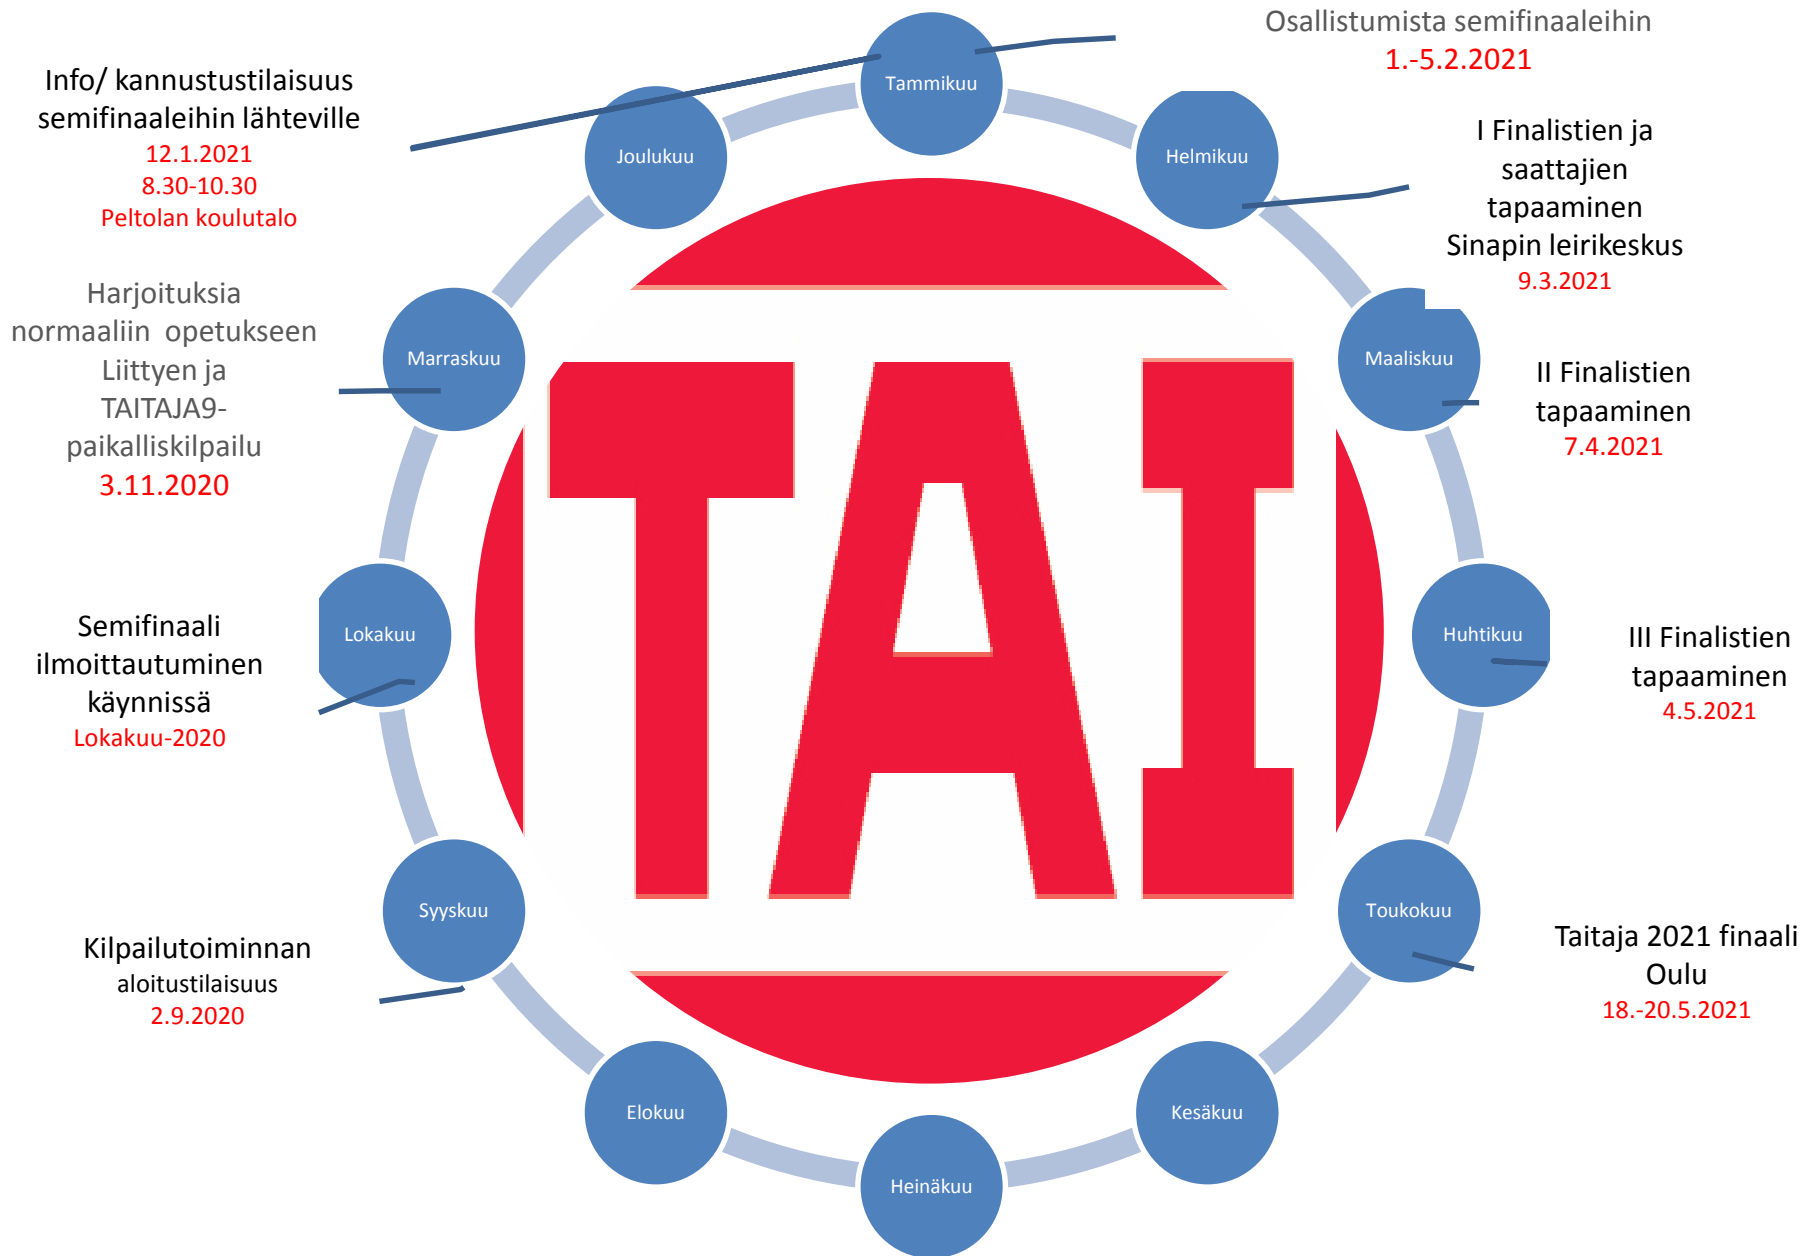 Osallistumista semifinaaleihin
1.-5.2.2021
Info/ kannustustilaisuus
semifinaaleihin lähteville
12.1.2021
8.30-10.30
Peltolan koulutalo
Tammikuu
Joulukuu
Helmikuu
I Finalistien ja
saattajien
tapaaminen
Sinapin leirikeskus
9.3.2021
Harjoituksia
normaaliin opetukseen
Liittyen ja
TAITAJA9-
paikalliskilpailu
3.11.2020
Marraskuu
Maaliskuu
II Finalistien
tapaaminen
7.4.2021
TAI
Semifinaali
ilmoittautuminen
käynnissä
Lokakuu-2020
Lokakuu
Huhtikuu
III Finalistien
tapaaminen
4.5.2021
Syyskuu
Toukokuu
Kilpailutoiminnan
aloitustilaisuus
2.9.2020
Taitaja 2021 finaali
Oulu
18.-20.5.2021
Elokuu
Kesäkuu
Heinäkuu